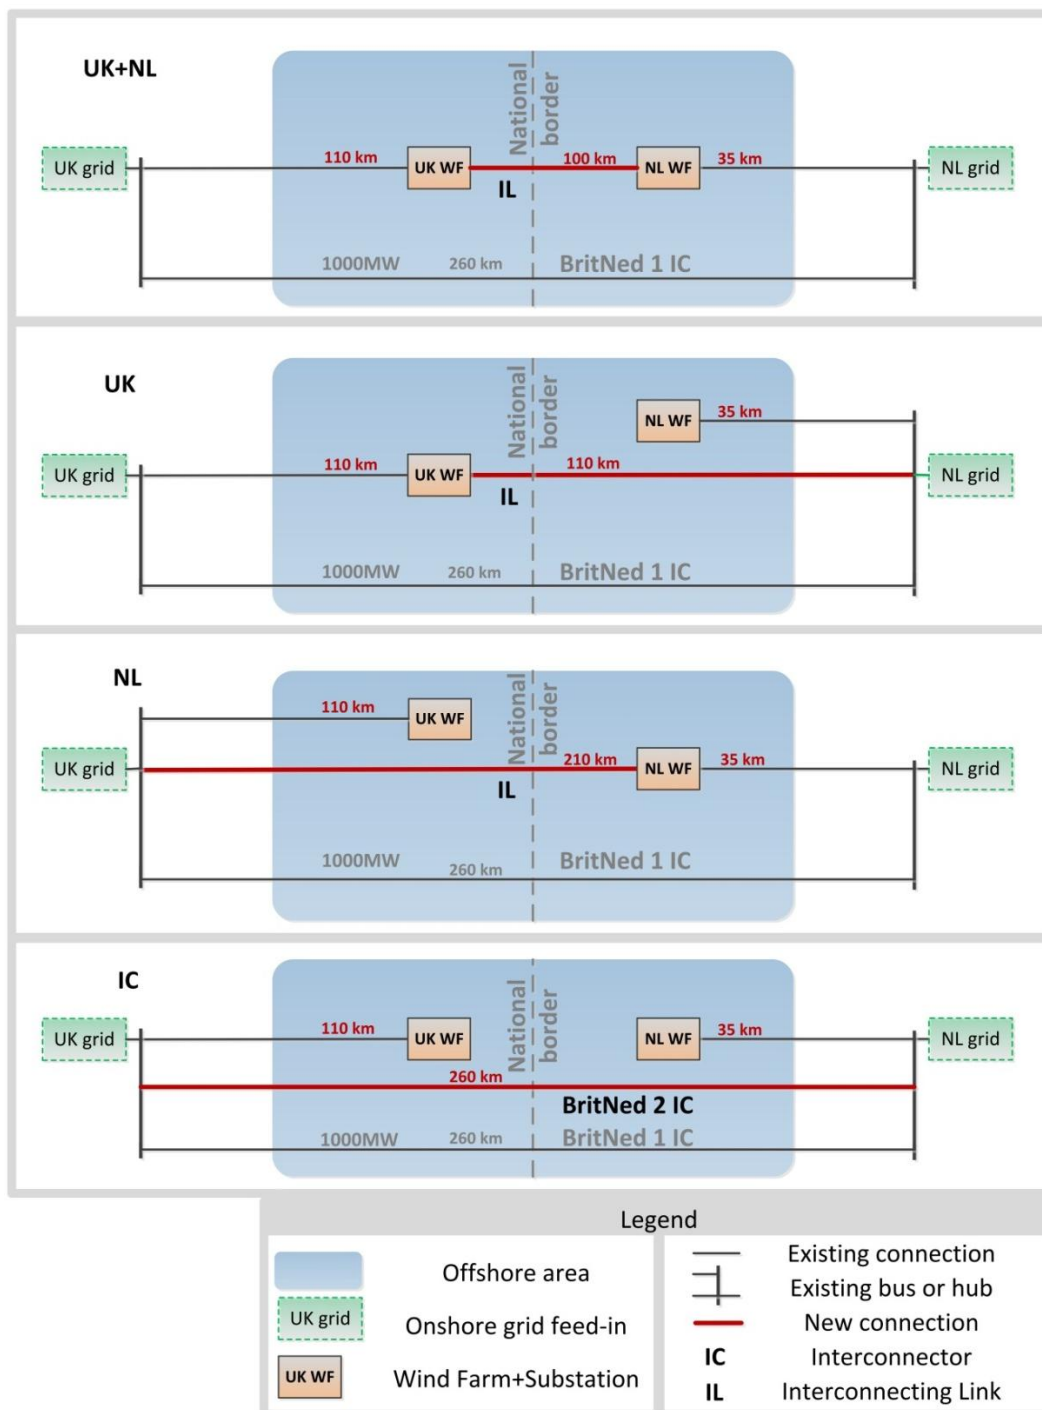 UK+NL
National
border
UK grid
110 km
UK WF
100 km
NL WF
35 km
NL grid
IL
1000MW
260 km
BritNed 1 IC
UK
National
border
NL WF
35 km
UK grid
110 km
UK WF
110 km
NL grid
IL
1000MW
260 km
BritNed 1 IC
NL
National
border
110 km
UK WF
UK grid
210 km
NL WF
35 km
NL grid
IL
1000MW
260 km
BritNed 1 IC
IC
National
border
UK grid
110 km
UK WF
NL WF
35 km
NL grid
260 km
BritNed 2 IC
1000MW
260 km
BritNed 1 IC
Legend
Offshore area
UK grid
Onshore grid feed-in
UK WF
Wind Farm+Substation
Existing connection
Existing bus or hub
New connection
IC
Interconnector
IL
Interconnecting Link